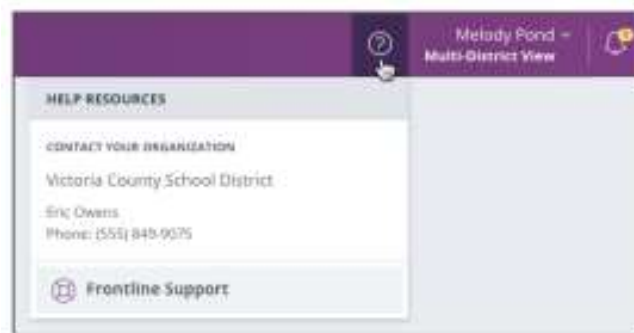 Melody Pond
Multi-District View
HELP RESOURCES
CONTACT YOUR ORGANIZATION
Victoria County School District
Eric Owens
Phone: (555) 849-9075
Frontline Support